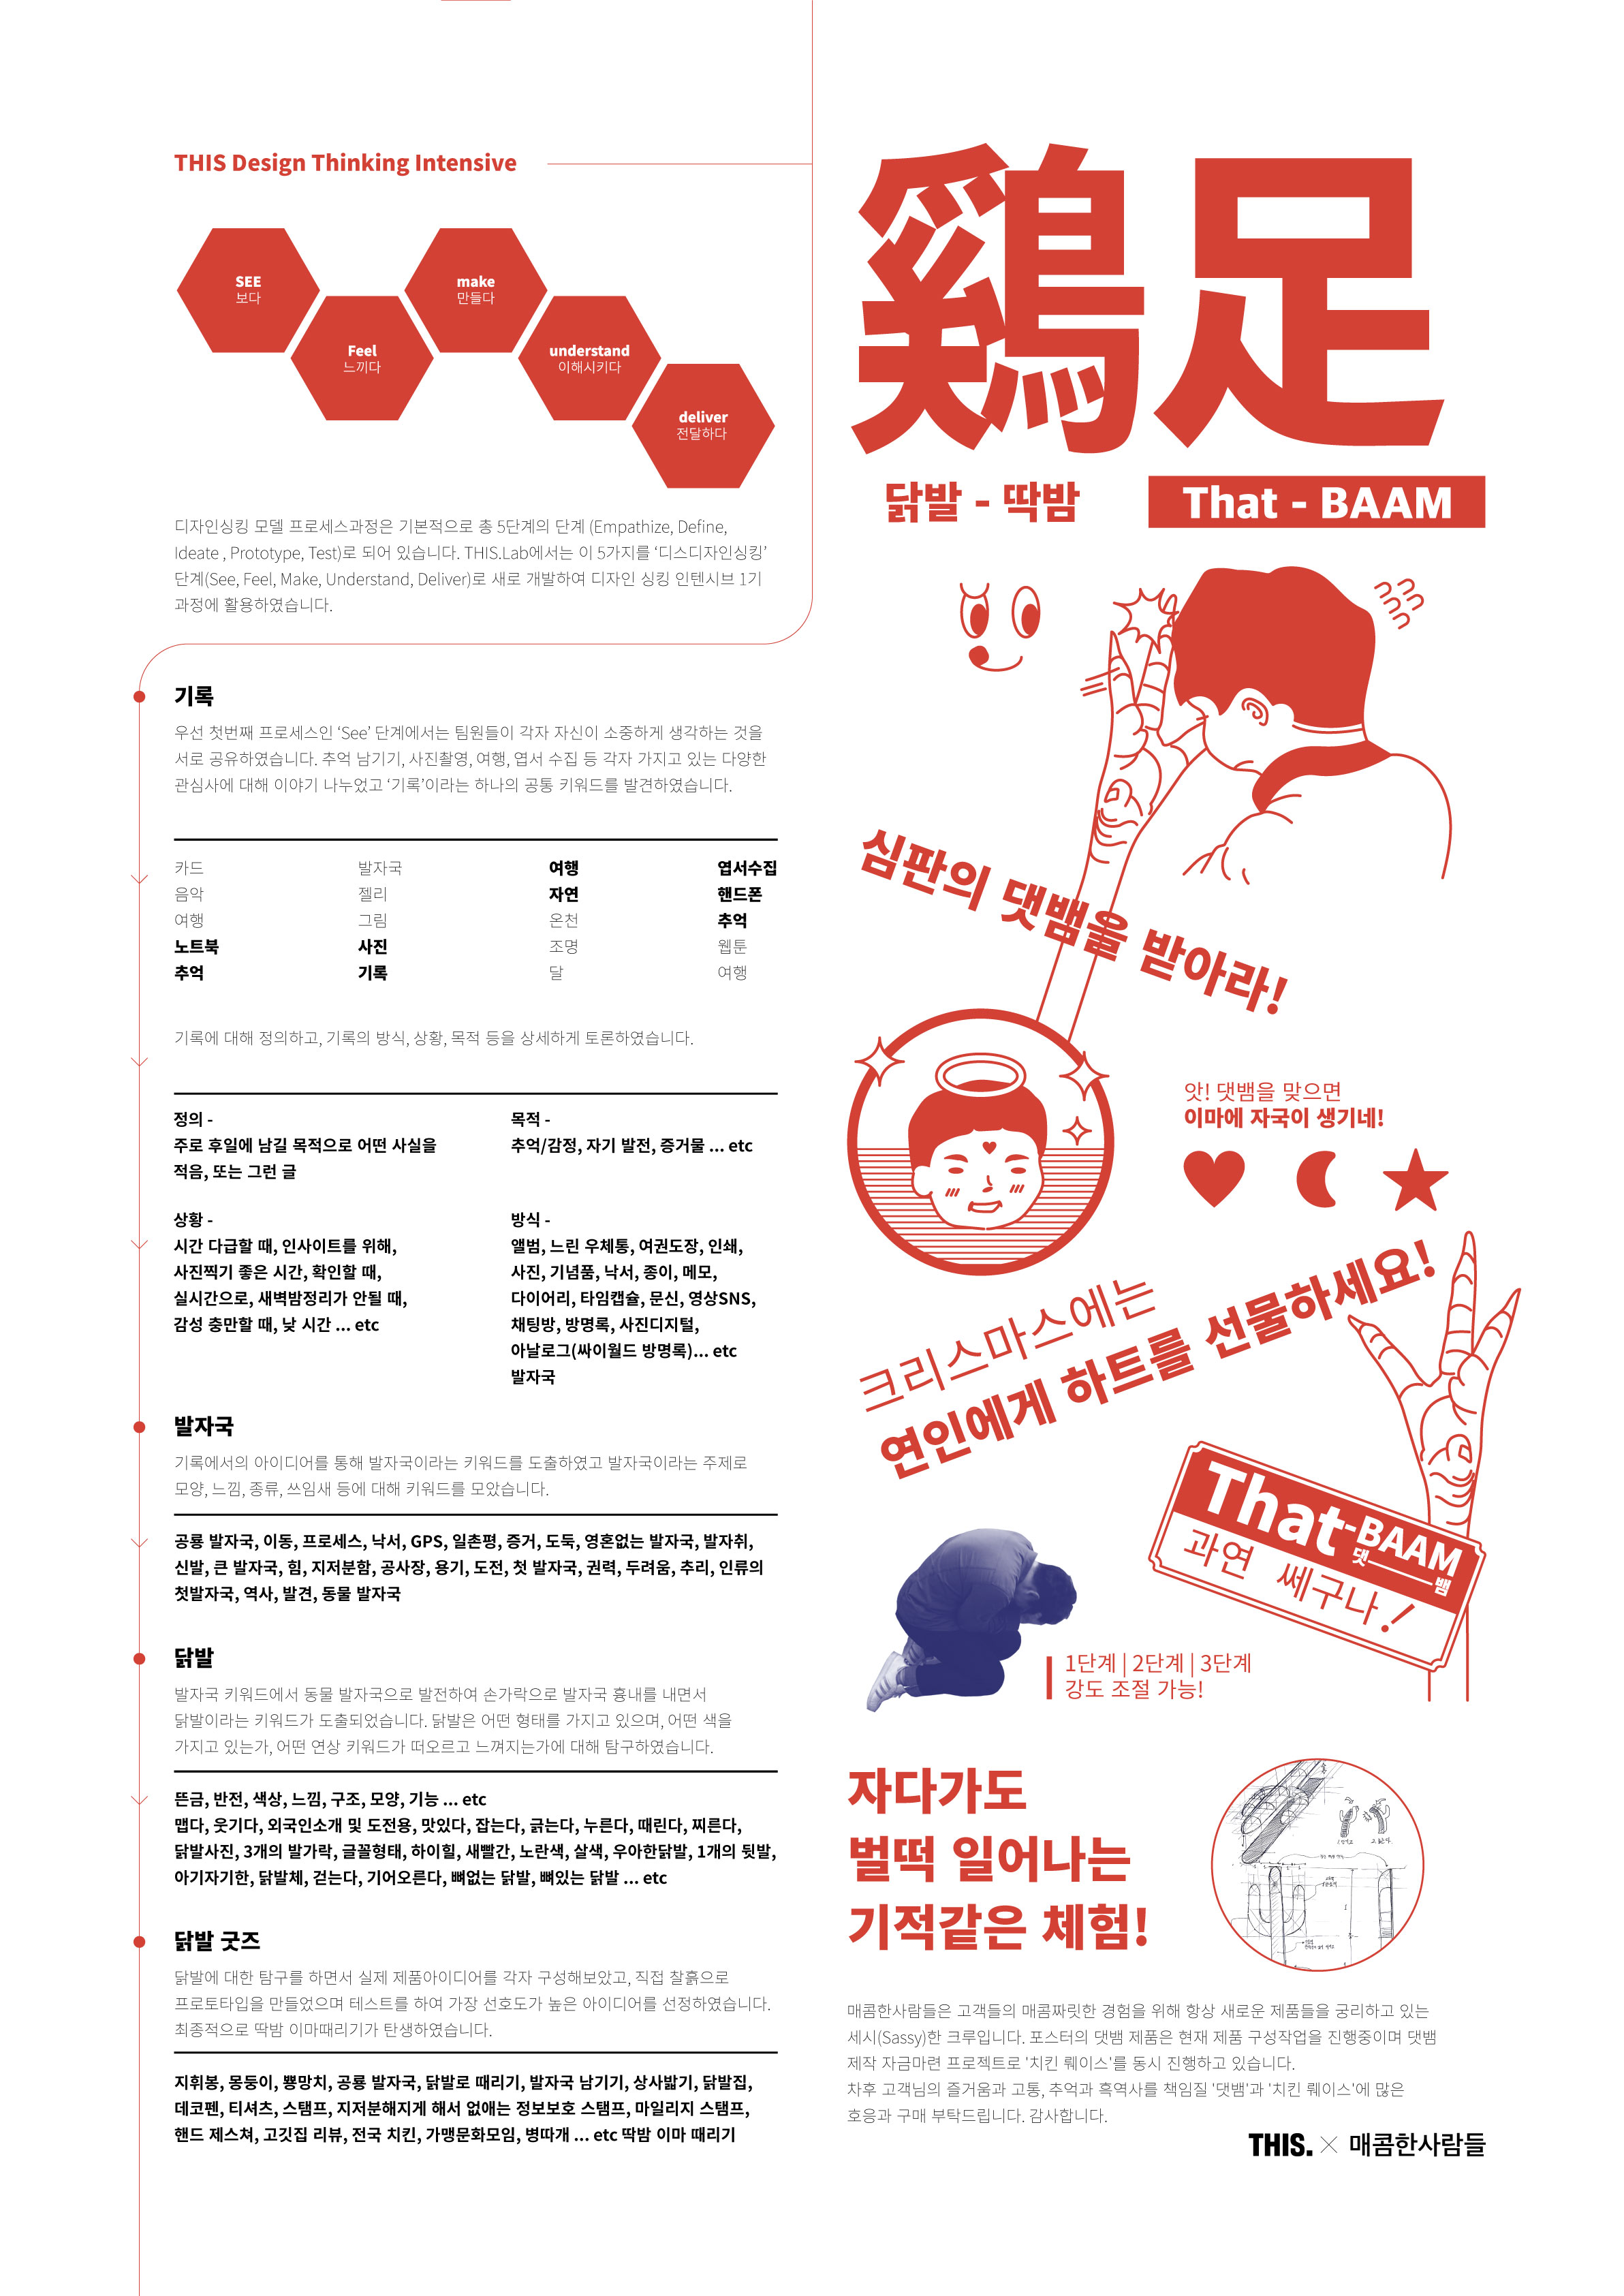 THIS Design Thinking Intensive
SEE
보다
Feel
느끼다
make
만들다
understand
이해시키다
deliver
전달하다
디자인싱킹 모델 프로세스과정은 기본적으로 총 5단계의 단계 (Empathize, Define,
Ideate , Prototype, Test)로 되어 있습니다. THIS.Lab에서는 이 5가지를 ‘디스디자인싱킹’
단계(See, Feel, Make, Understand, Deliver)로 새로 개발하여 디자인 싱킹 인텐시브 1기
과정에 활용하였습니다.
기록
우선 첫번째 프로세스인 ‘See’ 단계에서는 팀원들이 각자 자신이 소중하게 생각하는 것을
서로 공유하였습니다. 추억 남기기, 사진촬영, 여행, 엽서 수집 등 각자 가지고 있는 다양한
관심사에 대해 이야기 나누었고 ‘기록’이라는 하나의 공통 키워드를 발견하였습니다.
카드 발자국 여행 엽서수집
음악 젤리 자연 핸드폰
여행 그림 온천 추억
노트북 사진 조명 웹툰
추억 기록 달 여행
기록에 대해 정의하고, 기록의 방식, 상황, 목적 등을 상세하게 토론하였습니다.
정의 -
주로 후일에 남길 목적으로 어떤 사실을
적음, 또는 그런 글
목적 -
추억/감정, 자기 발전, 증거물 ... etc
상황 -
시간 다급할 때, 인사이트를 위해,
사진찍기 좋은 시간, 확인할 때,
실시간으로, 새벽밤정리가 안될 때,
감성 충만할 때, 낮 시간 ... etc
방식 -
앨범, 느린 우체통, 여권도장, 인쇄,
사진, 기념품, 낙서, 종이, 메모,
다이어리, 타임캡슐, 문신, 영상SNS,
채팅방, 방명록, 사진디지털,
아날로그(싸이월드 방명록)... etc
발자국
발자국
기록에서의 아이디어를 통해 발자국이라는 키워드를 도출하였고 발자국이라는 주제로
모양, 느낌, 종류, 쓰임새 등에 대해 키워드를 모았습니다.
공룡 발자국, 이동, 프로세스, 낙서, GPS, 일촌평, 증거, 도둑, 영혼없는 발자국, 발자취,
신발, 큰 발자국, 힘, 지저분함, 공사장, 용기, 도전, 첫 발자국, 권력, 두려움, 추리, 인류의
첫발자국, 역사, 발견, 동물 발자국
닭발
발자국 키워드에서 동물 발자국으로 발전하여 손가락으로 발자국 흉내를 내면서
닭발이라는 키워드가 도출되었습니다. 닭발은 어떤 형태를 가지고 있으며, 어떤 색을
가지고 있는가, 어떤 연상 키워드가 떠오르고 느껴지는가에 대해 탐구하였습니다.
뜬금, 반전, 색상, 느낌, 구조, 모양, 기능 ... etc
맵다, 웃기다, 외국인소개 및 도전용, 맛있다, 잡는다, 긁는다, 누른다, 때린다, 찌른다,
닭발사진, 3개의 발가락, 글꼴형태, 하이힐, 새빨간, 노란색, 살색, 우아한닭발, 1개의 뒷발,
아기자기한, 닭발체, 걷는다, 기어오른다, 뼈없는 닭발, 뼈있는 닭발 ... etc
닭발 굿즈
닭발에 대한 탐구를 하면서 실제 제품아이디어를 각자 구성해보았고, 직접 찰흙으로
프로토타입을 만들었으며 테스트를 하여 가장 선호도가 높은 아이디어를 선정하였습니다.
최종적으로 딱밤 이마때리기가 탄생하였습니다.
지휘봉, 몽둥이, 뿅망치, 공룡 발자국, 닭발로 때리기, 발자국 남기기, 상사밟기, 닭발집,
데코펜, 티셔츠, 스탬프, 지저분해지게 해서 없애는 정보보호 스탬프, 마일리지 스탬프,
핸드 제스쳐, 고깃집 리뷰, 전국 치킨, 가맹문화모임, 병따개 ... etc 딱밤 이마 때리기
鷄足
닭발 - 딱밤
That - BAAM
심판의 댓뱀을 받아라!
앗! 댓뱀을 맞으면
이마에 자국이 생기네!
크리스마스에는
연인에게 하트를 선물하세요!
That-BAAM
댓 뱀
과연 쎄구나!
1단계 | 2단계 | 3단계
강도 조절 가능!
자다가도
벌떡 일어나는
기적같은 체험!
매콤한사람들은 고객들의 매콤짜릿한 경험을 위해 항상 새로운 제품들을 궁리하고 있는
세시(Sassy)한 크루입니다. 포스터의 댓뱀 제품은 현재 제품 구성작업을 진행중이며 댓뱀
제작 자금마련 프로젝트로 '치킨 뤠이스'를 동시 진행하고 있습니다.
차후 고객님의 즐거움과 고통, 추억과 흑역사를 책임질 '댓뱀'과 '치킨 뤠이스'에 많은
호응과 구매 부탁드립니다. 감사합니다.
THIS. × 매콤한사람들